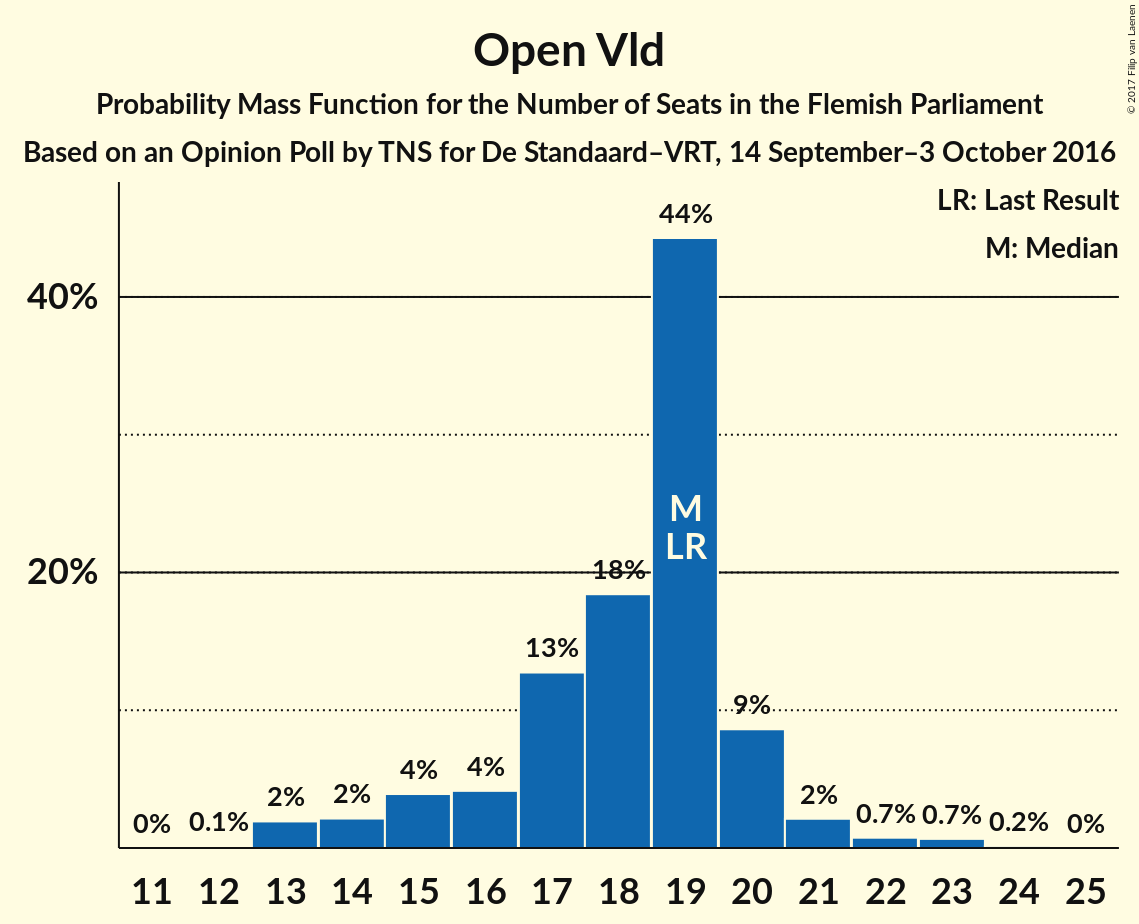 Open Vld
Probability Mass Function for the Number of Seats in the Flemish Parliament
Based on an Opinion Poll by TNS for De Standaard–VRT, 14 September–3 October 2016
© 2017 Filip van Laenen
LR: Last Result
M: Median
44%
40%
M
LR
20%
18%
13%
9%
4%
4%
2%
2%
2%
0%
0.1%
0.7%
0.7%
0.2%
0%
11 12 13 14 15 16 17 18 19 20 21 22 23 24 25